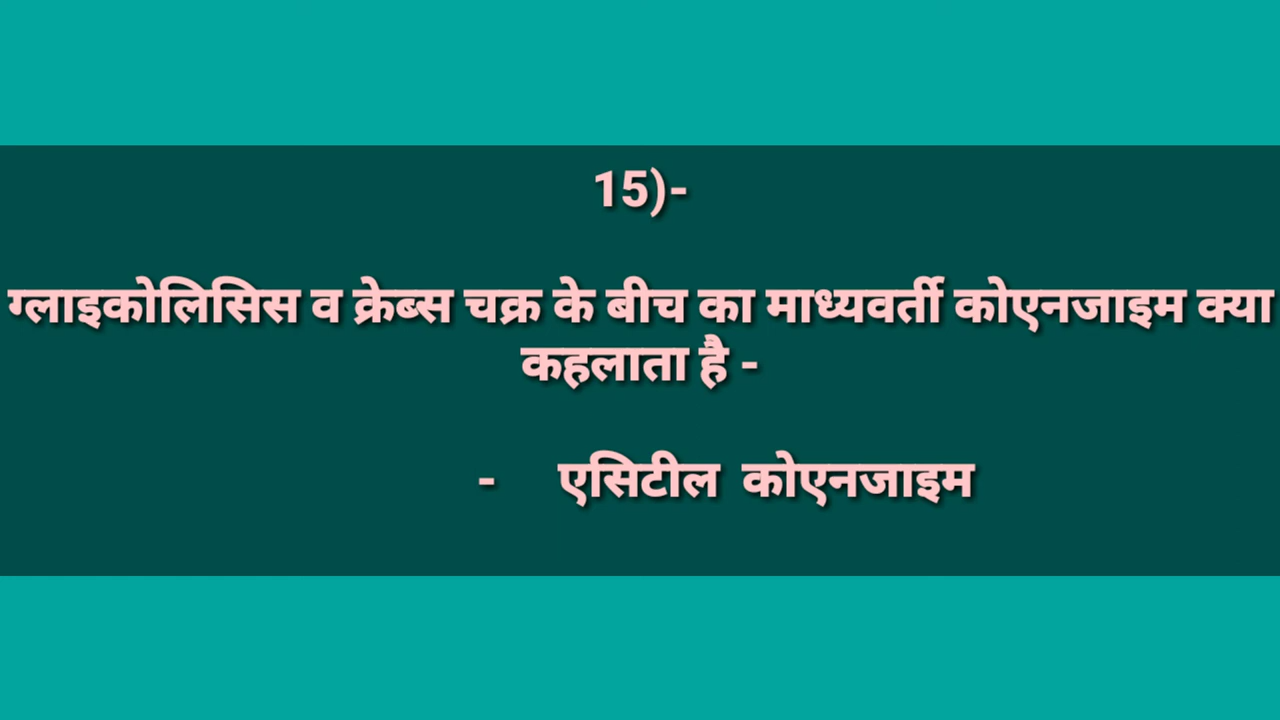 15)-
ग्लाइकोलिसिस व क्रेब्स चक्र के बीच का माध्यवर्ती कोएनजाइम क्या
कहलाता है -
- एसिटील कोएनजाइम